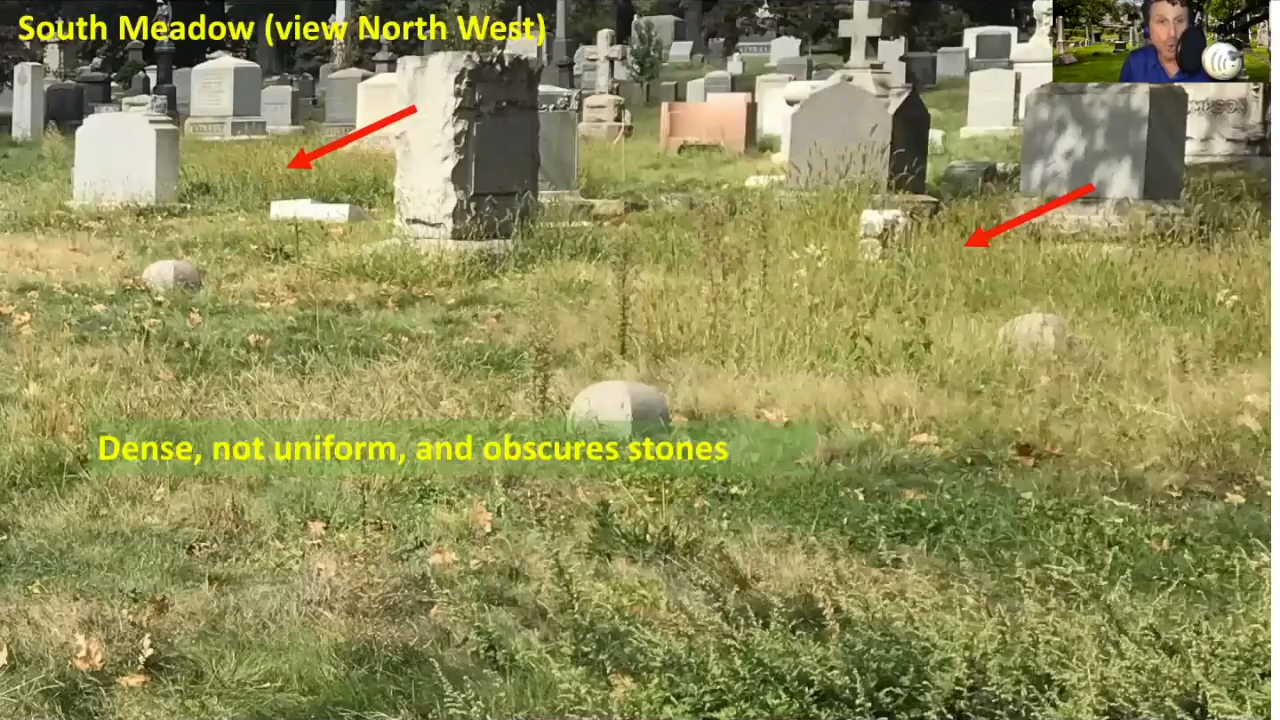 South Meadow (view North West)
Dense, not uniform, and obscures stones